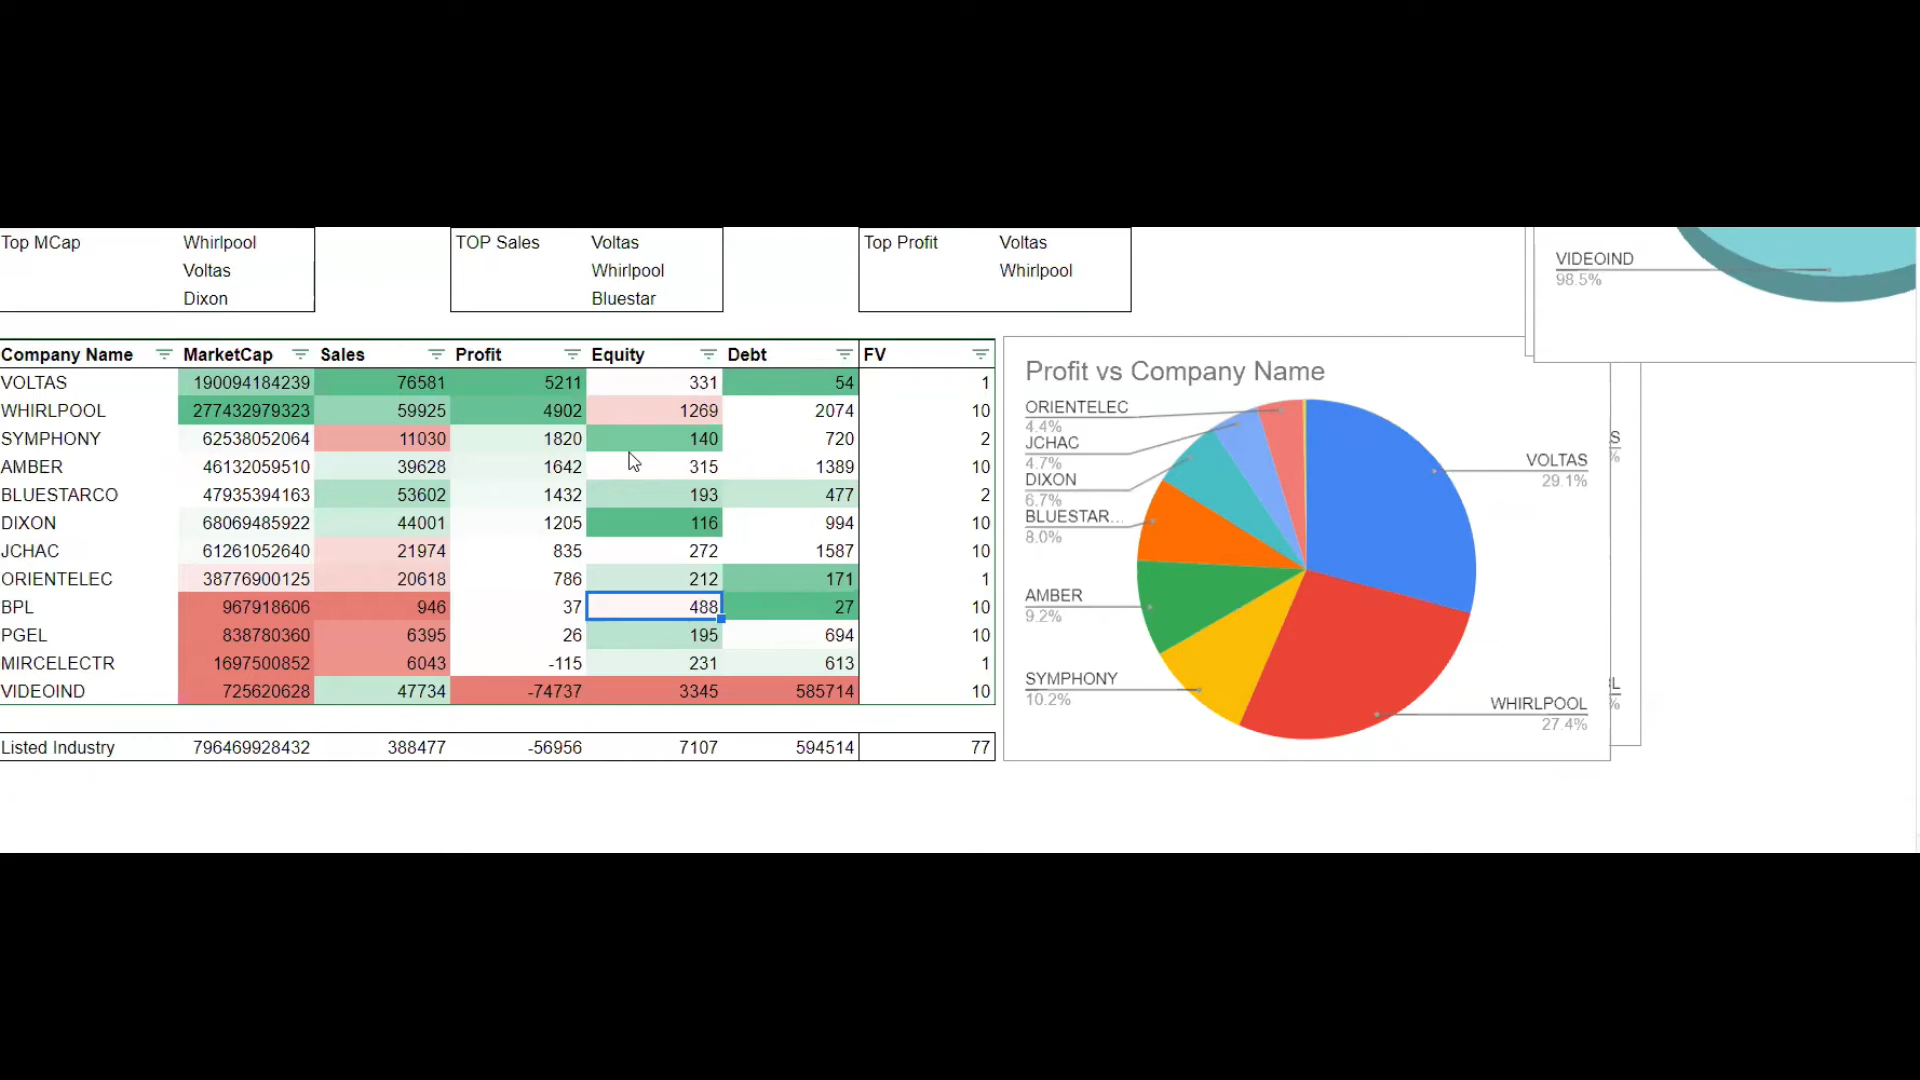 Top MCap Whirlpool TOP Sales Voltas Top Profit Voltas
Voltas Whirlpool Whirlpool
Dixon Bluestar
VIDEOIND
98.5%
Company Name MarketCap Sales Profit Equity Debt FV
VOLTAS 190094184239 76581 5211 331 54 1
WHIRLPOOL 277432979323 59925 4902 1269 2074 10
SYMPHONY 62538052064 11030 1820 140 720 2
AMBER 46132059510 39628 1642 315 1389 10
BLUESTARCO 47935394163 53602 1432 193 477 2
DIXON 68069485922 44001 1205 116 994 10
JCHAC 61261052640 21974 835 272 1587 10
ORIENTELEC 38776900125 20618 786 212 171 1
BPL 967918606 946 37 488 27 10
PGEL 838780360 6395 26 195 694 10
MIRCELECTR 1697500852 6043 -115 231 613 1
VIDEOIND 725620628 47734 -74737 3345 585714 10
Listed Industry 796469928432 388477 -56956 7107 594514 77
Profit vs Company Name
ORIENTELEC
4.4%
JCHAC
4.7%
DIXON
6.7%
BLUESTAR...
8.0%
AMBER
9.2%
SYMPHONY
10.2%
VOLTAS
29.1%
WHIRLPOOL
27.4%